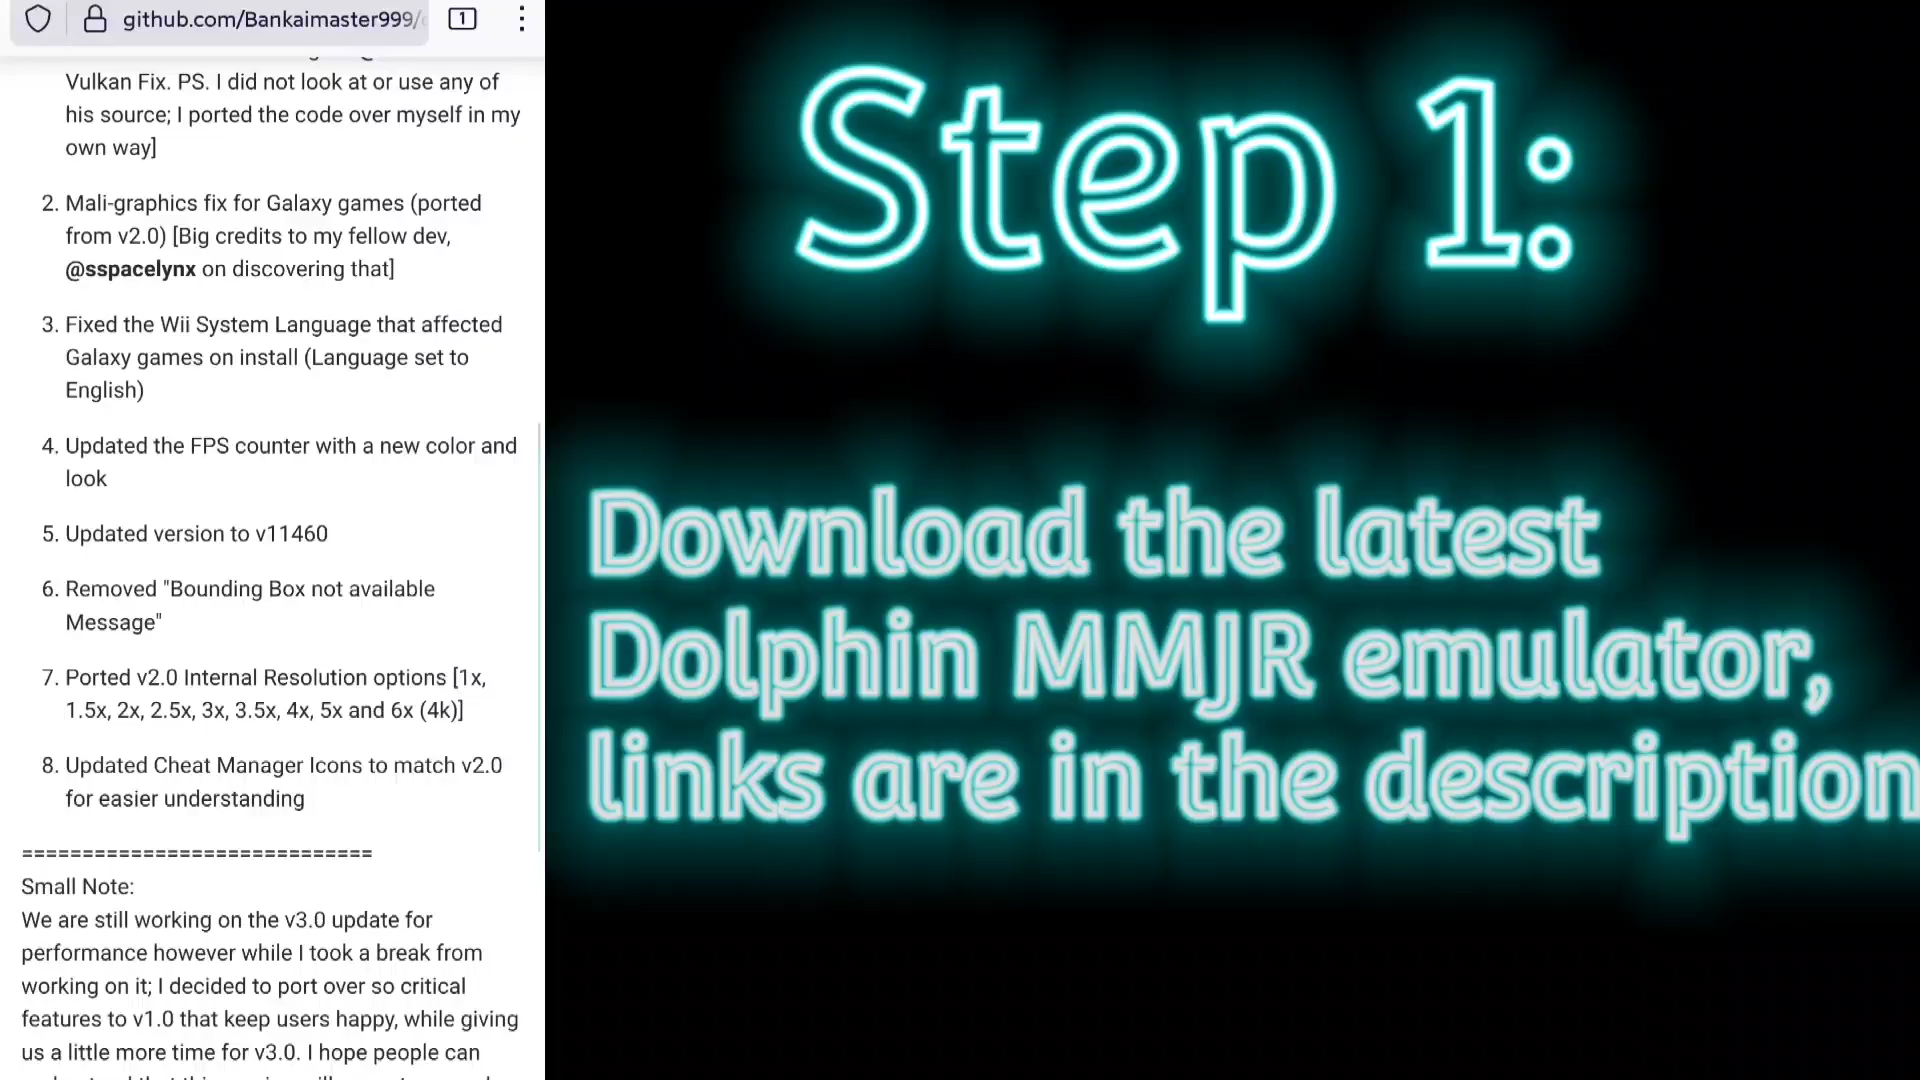 github.com/Bankaimaster999/
1
Vulkan Fix. PS. I did not look at or use any of
his source; I ported the code over myself in my
own way]
2. Mali-graphics fix for Galaxy games (ported
from v2.0) [Big credits to my fellow dev,
@sspacelynx on discovering that]
3. Fixed the Wii System Language that affected
Galaxy games on install (Language set to
English)
4. Updated the FPS counter with a new color and
look
5. Updated version to v11460
6. Removed "Bounding Box not available
Message"
7. Ported v2.0 Internal Resolution options [1x,
1.5x, 2x, 2.5x, 3x, 3.5x, 4x, 5x and 6x (4k)]
8. Updated Cheat Manager Icons to match v2.0
for easier understanding
=============================
Small Note:
We are still working on the v3.0 update for
performance however while I took a break from
working on it; I decided to port over so critical
features to v1.0 that keep users happy, while giving
us a little more time for v3.0. I hope people can
Step 1:
Download the latest
Dolphin MMJR emulator,
links are in the description